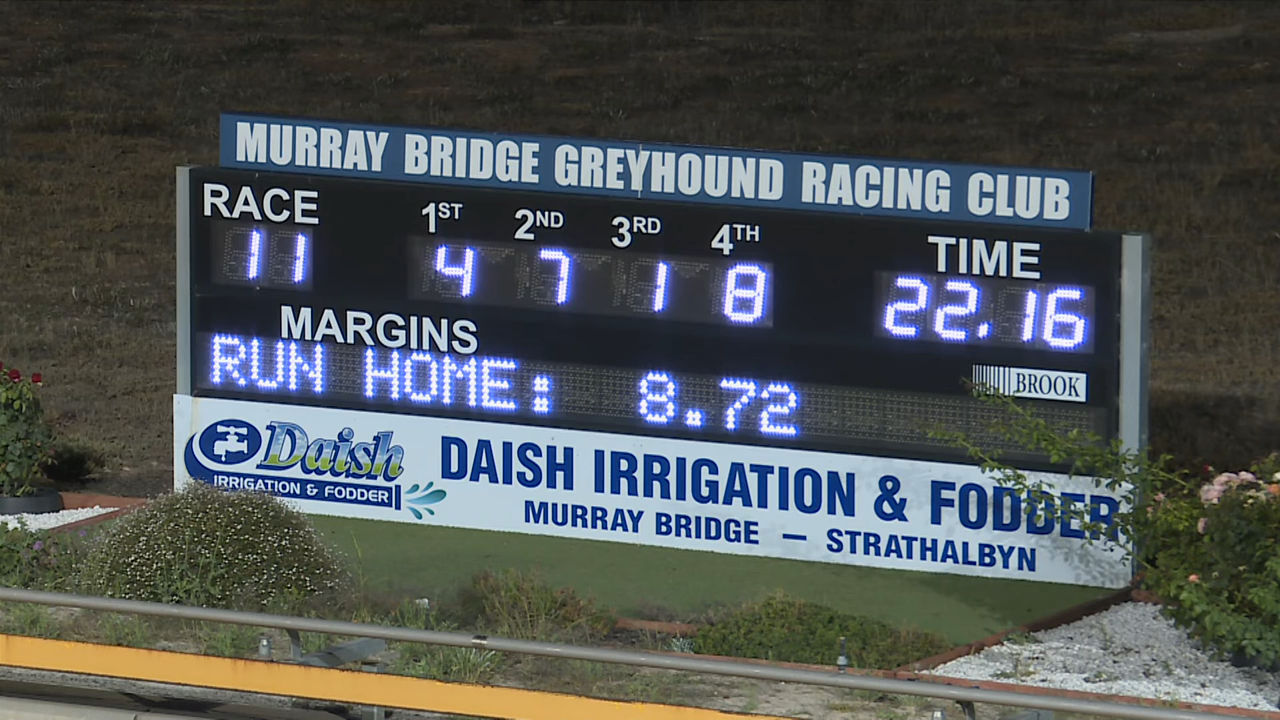 MURRAY BRIDGE GREYHOUND RACING CLUB
RACE 1ST 2ND 3RD 4TH TIME
11 4 7 1 8 22.16
MARGINS
RUN HOME: 8.72
BROOK
Daish
IRRIGATION & FODDER
DAISH IRRIGATION & FODDER
MURRAY BRIDGE — STRATHALBYN